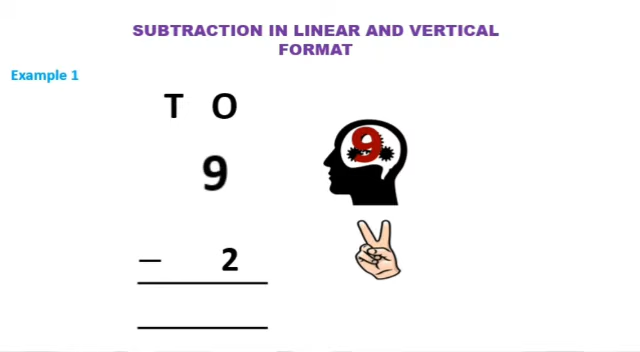 SUBTRACTION IN LINEAR AND VERTICAL
FORMAT
Example 1
T O
9
9
— 2